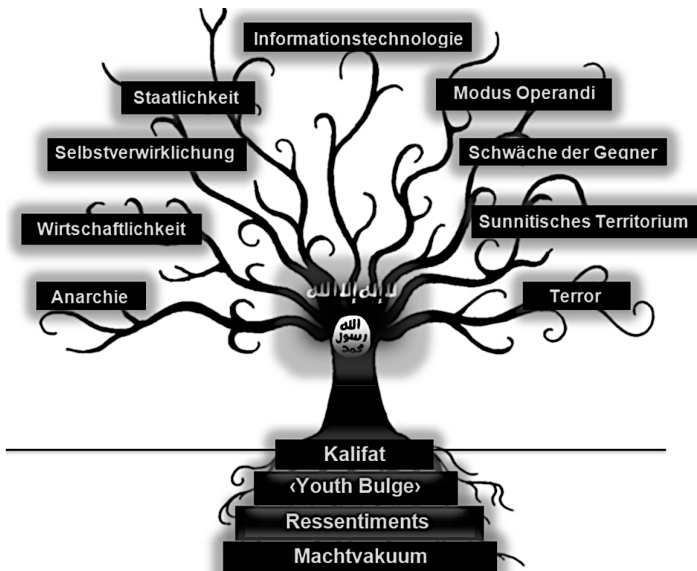 Informationstechnologie
Staatlichkeit
Modus Operandi
Selbstverwirklichung
Schwäche der Gegner
Wirtschaftlichkeit
Sunnitisches Territorium
Anarchie
Terror
لا إله إلا الله
الله
رسول
محمد
Kalifat
‹Youth Bulge›
Ressentiments
Machtvakuum